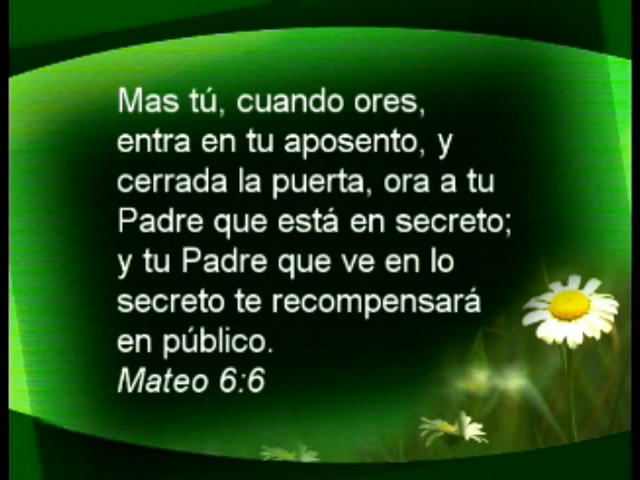 Mas tú, cuando ores,
entra en tu aposento, y
cerrada la puerta, ora a tu
Padre que está en secreto;
y tu Padre que ve en lo
secreto te recompensará
en público.
Mateo 6:6